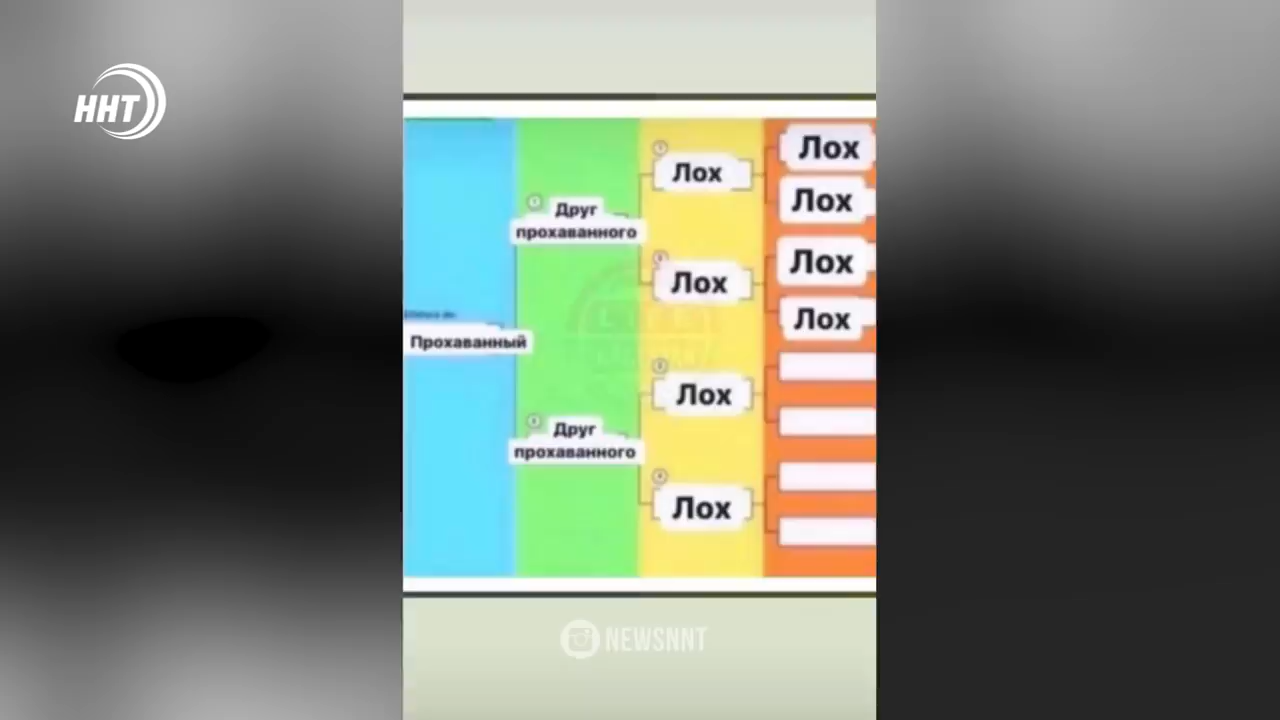 ННТ
Прохаванный
Друг
прохаванного
Друг
прохаванного
Лох
Лох
Лох
Лох
Лох
Лох
Лох
Лох
NEWSNNT